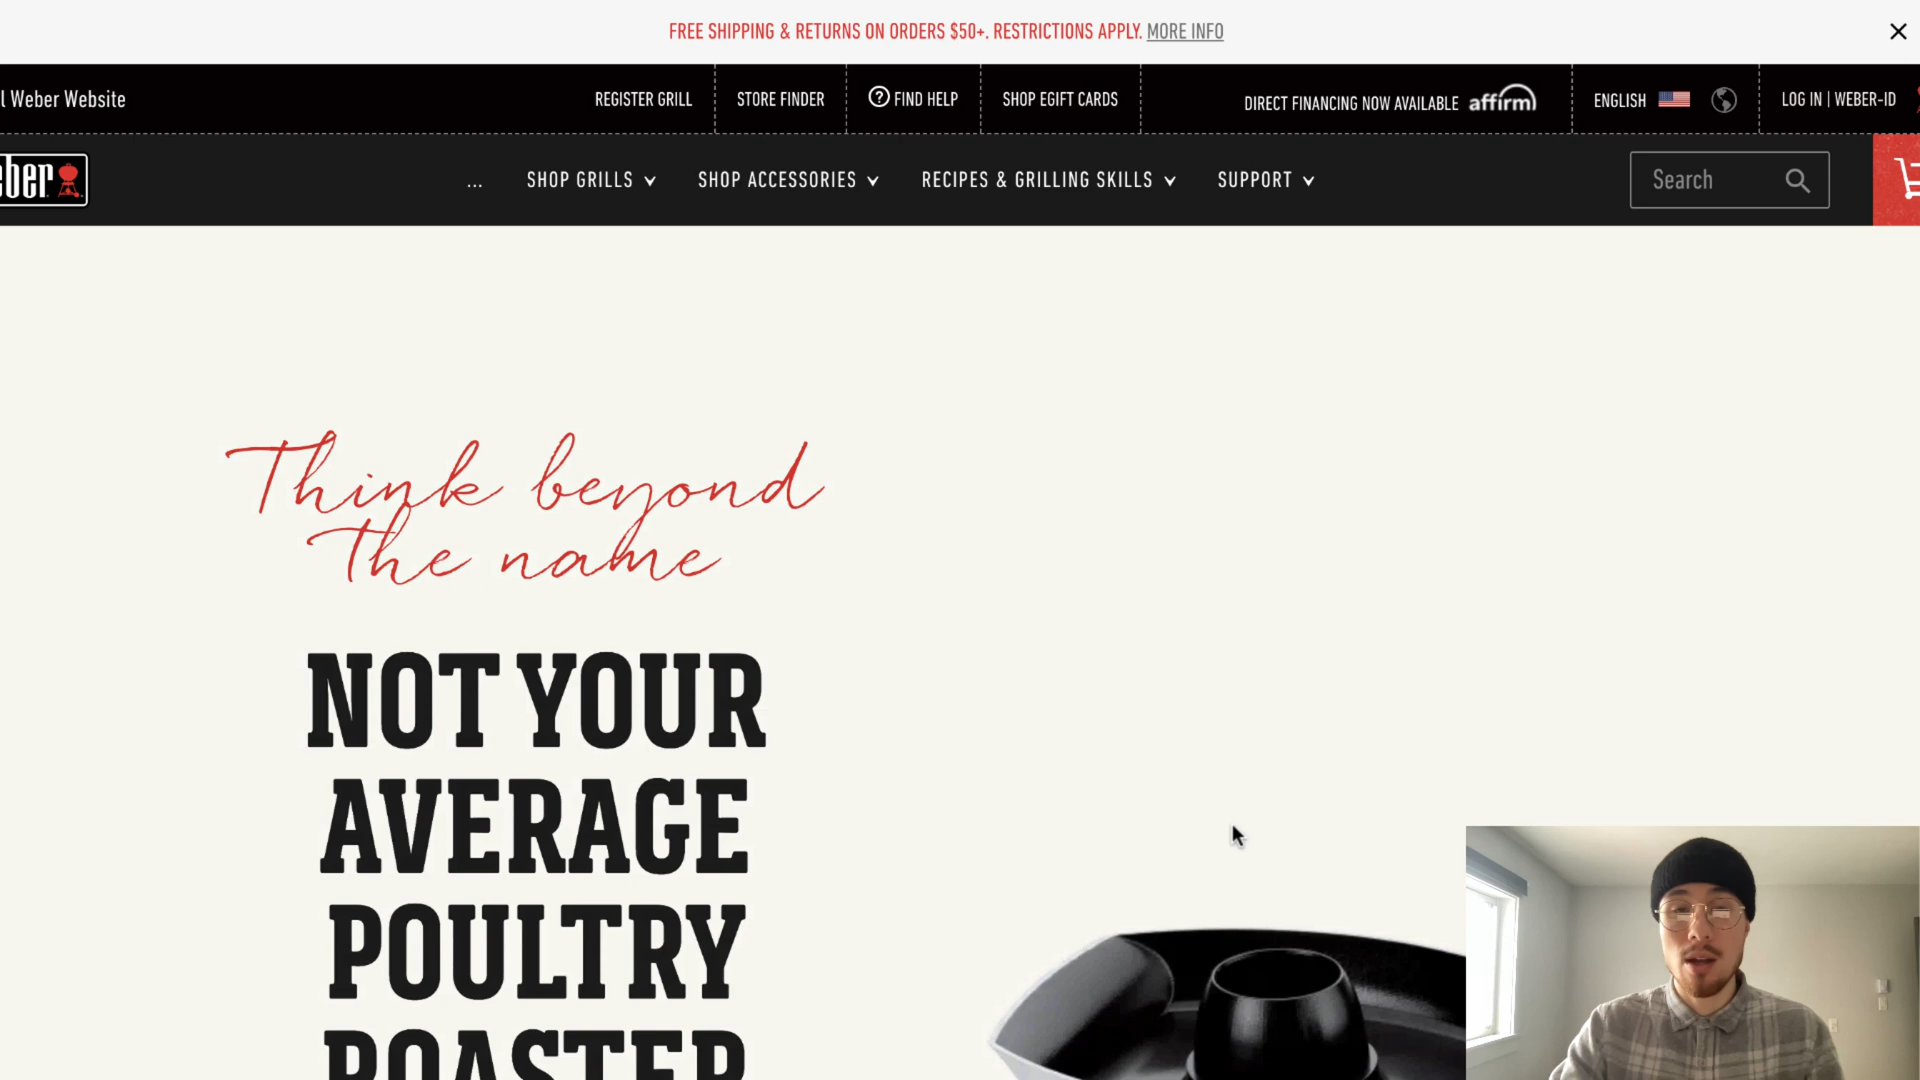 FREE SHIPPING & RETURNS ON ORDERS $50+. RESTRICTIONS APPLY. MORE INFO
l Weber Website
REGISTER GRILL
STORE FINDER
? FIND HELP
SHOP EGIFT CARDS
DIRECT FINANCING NOW AVAILABLE affirm
ENGLISH
LOG IN | WEBER-ID
eber
...
SHOP GRILLS
SHOP ACCESSORIES
RECIPES & GRILLING SKILLS
SUPPORT
Search
Think beyond
the name
NOT YOUR
AVERAGE
POULTRY
ROASTER